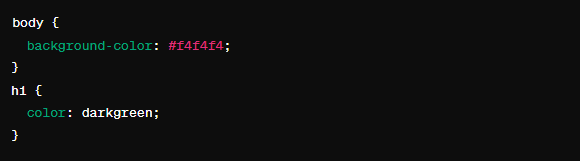 body {
  background-color: #f4f4f4;
}
h1 {
  color: darkgreen;
}